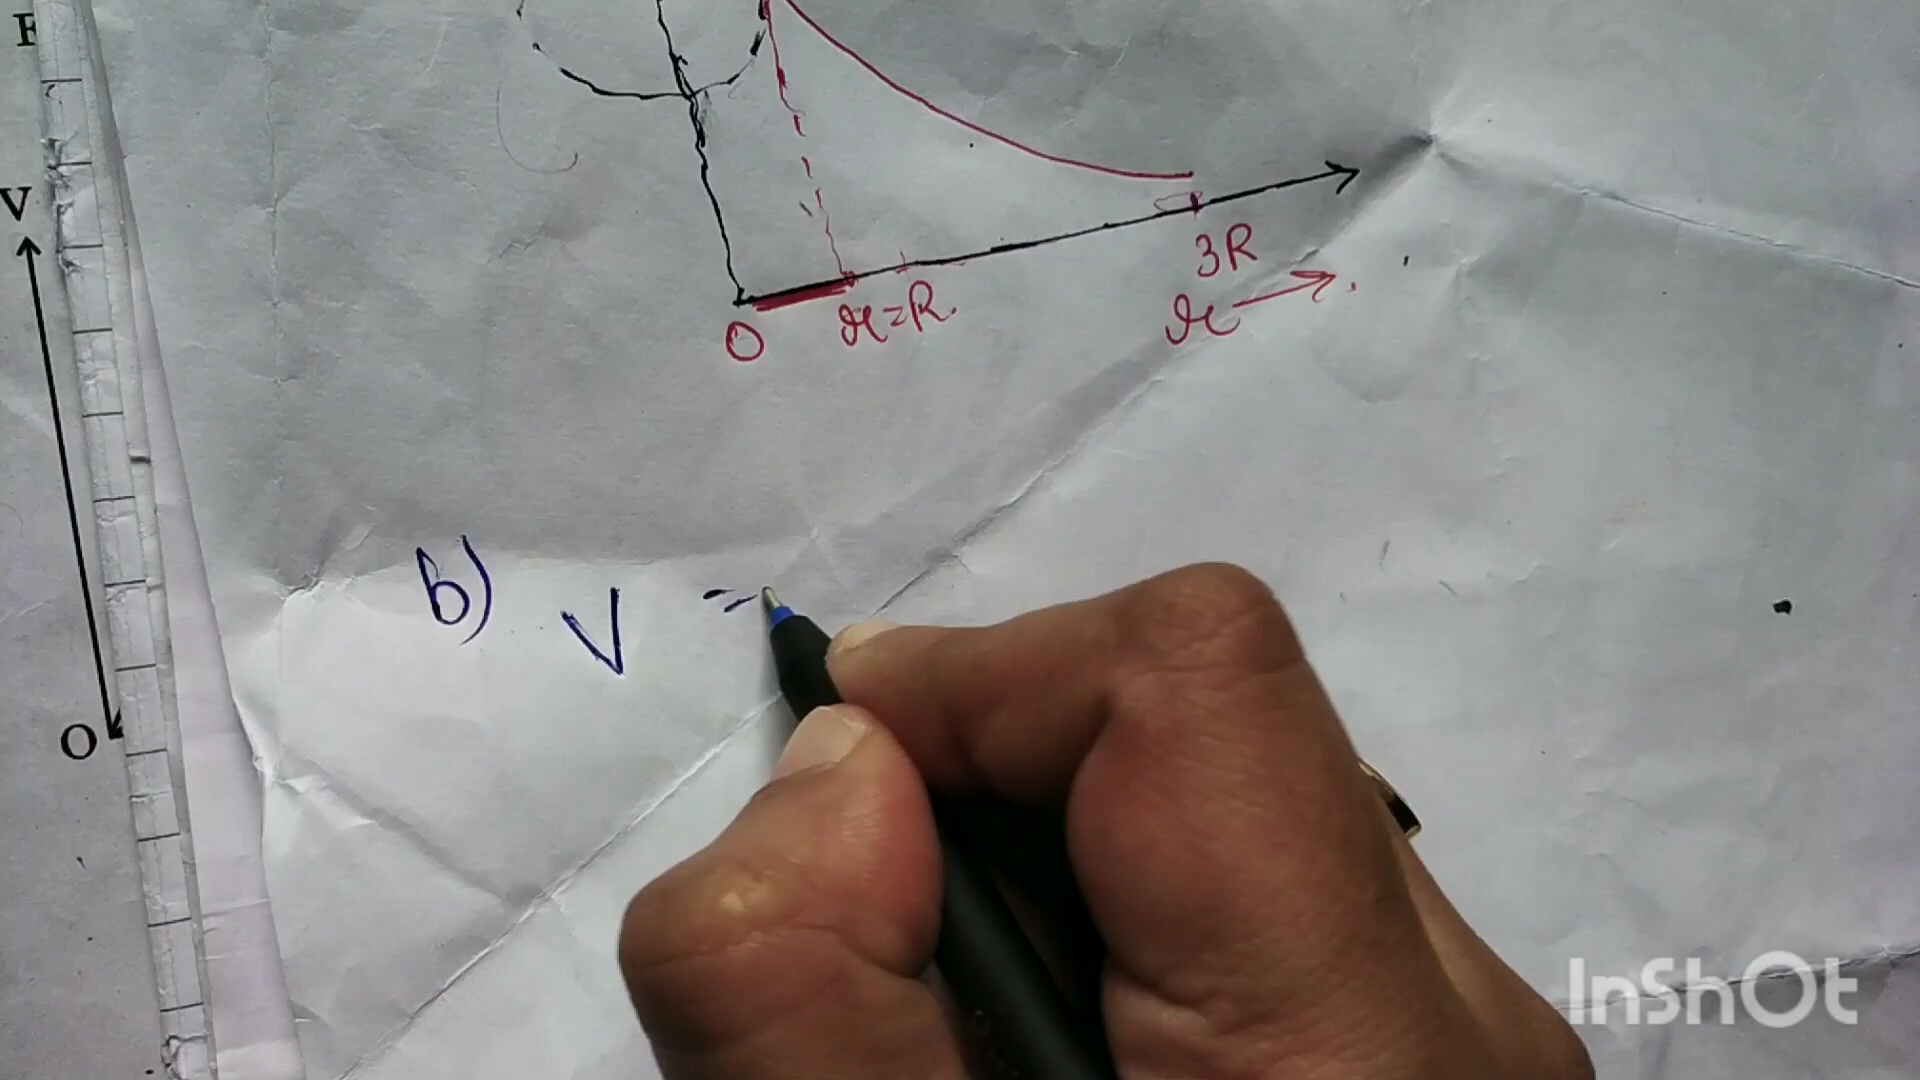 V
O
3R
O r=R.
r
b) V =
InShOt